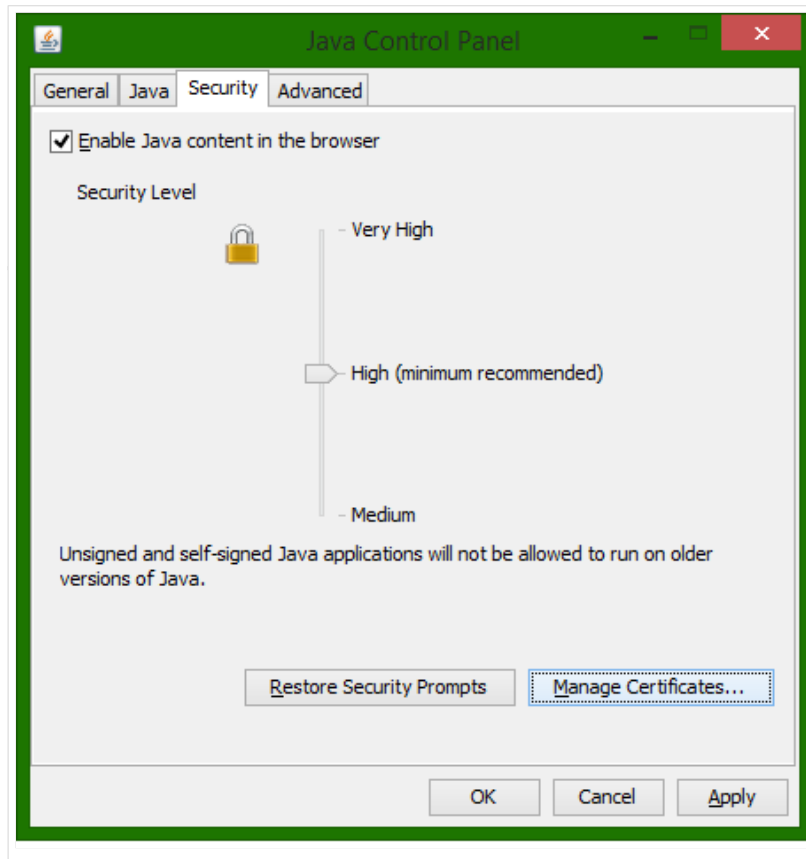 Java Control Panel
General Java Security Advanced
Enable Java content in the browser
Security Level
- Very High
- High (minimum recommended)
- Medium
Unsigned and self-signed Java applications will not be allowed to run on older
versions of Java.
Restore Security Prompts Manage Certificates...
OK Cancel Apply